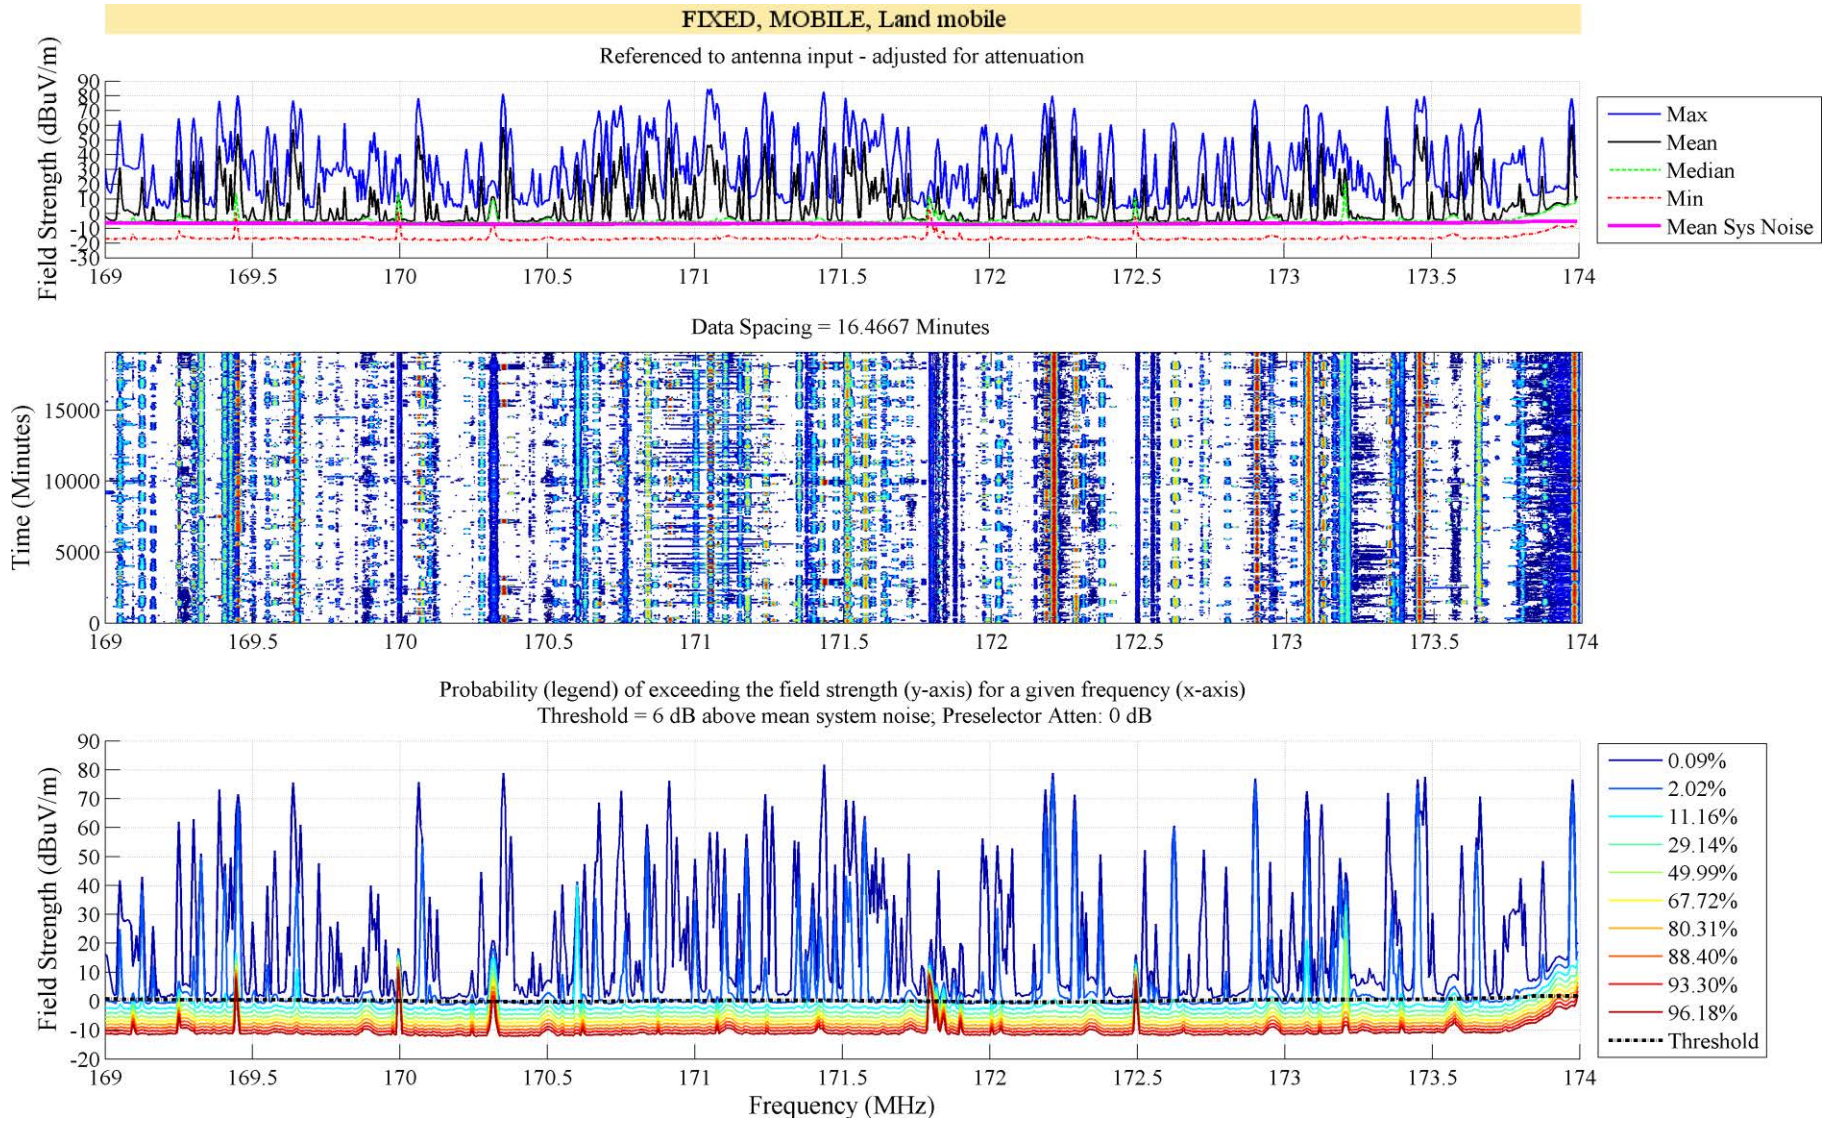 FIXED, MOBILE, Land mobile
Referenced to antenna input - adjusted for attenuation
Field Strength (dBuV/m)
90
80
70
60
50
40
30
20
10
0
-10
-20
-30
169 169.5 170 170.5 171 171.5 172 172.5 173 173.5 174
Max
Mean
Median
Min
Mean Sys Noise
Data Spacing = 16.4667 Minutes
Time (Minutes)
15000
10000
5000
0
169 169.5 170 170.5 171 171.5 172 172.5 173 173.5 174
Probability (legend) of exceeding the field strength (y-axis) for a given frequency (x-axis)
Threshold = 6 dB above mean system noise; Preselector Atten: 0 dB
Field Strength (dBuV/m)
90
80
70
60
50
40
30
20
10
0
-10
-20
169 169.5 170 170.5 171 171.5 172 172.5 173 173.5 174
Frequency (MHz)
0.09%
2.02%
11.16%
29.14%
49.99%
67.72%
80.31%
88.40%
93.30%
96.18%
Threshold